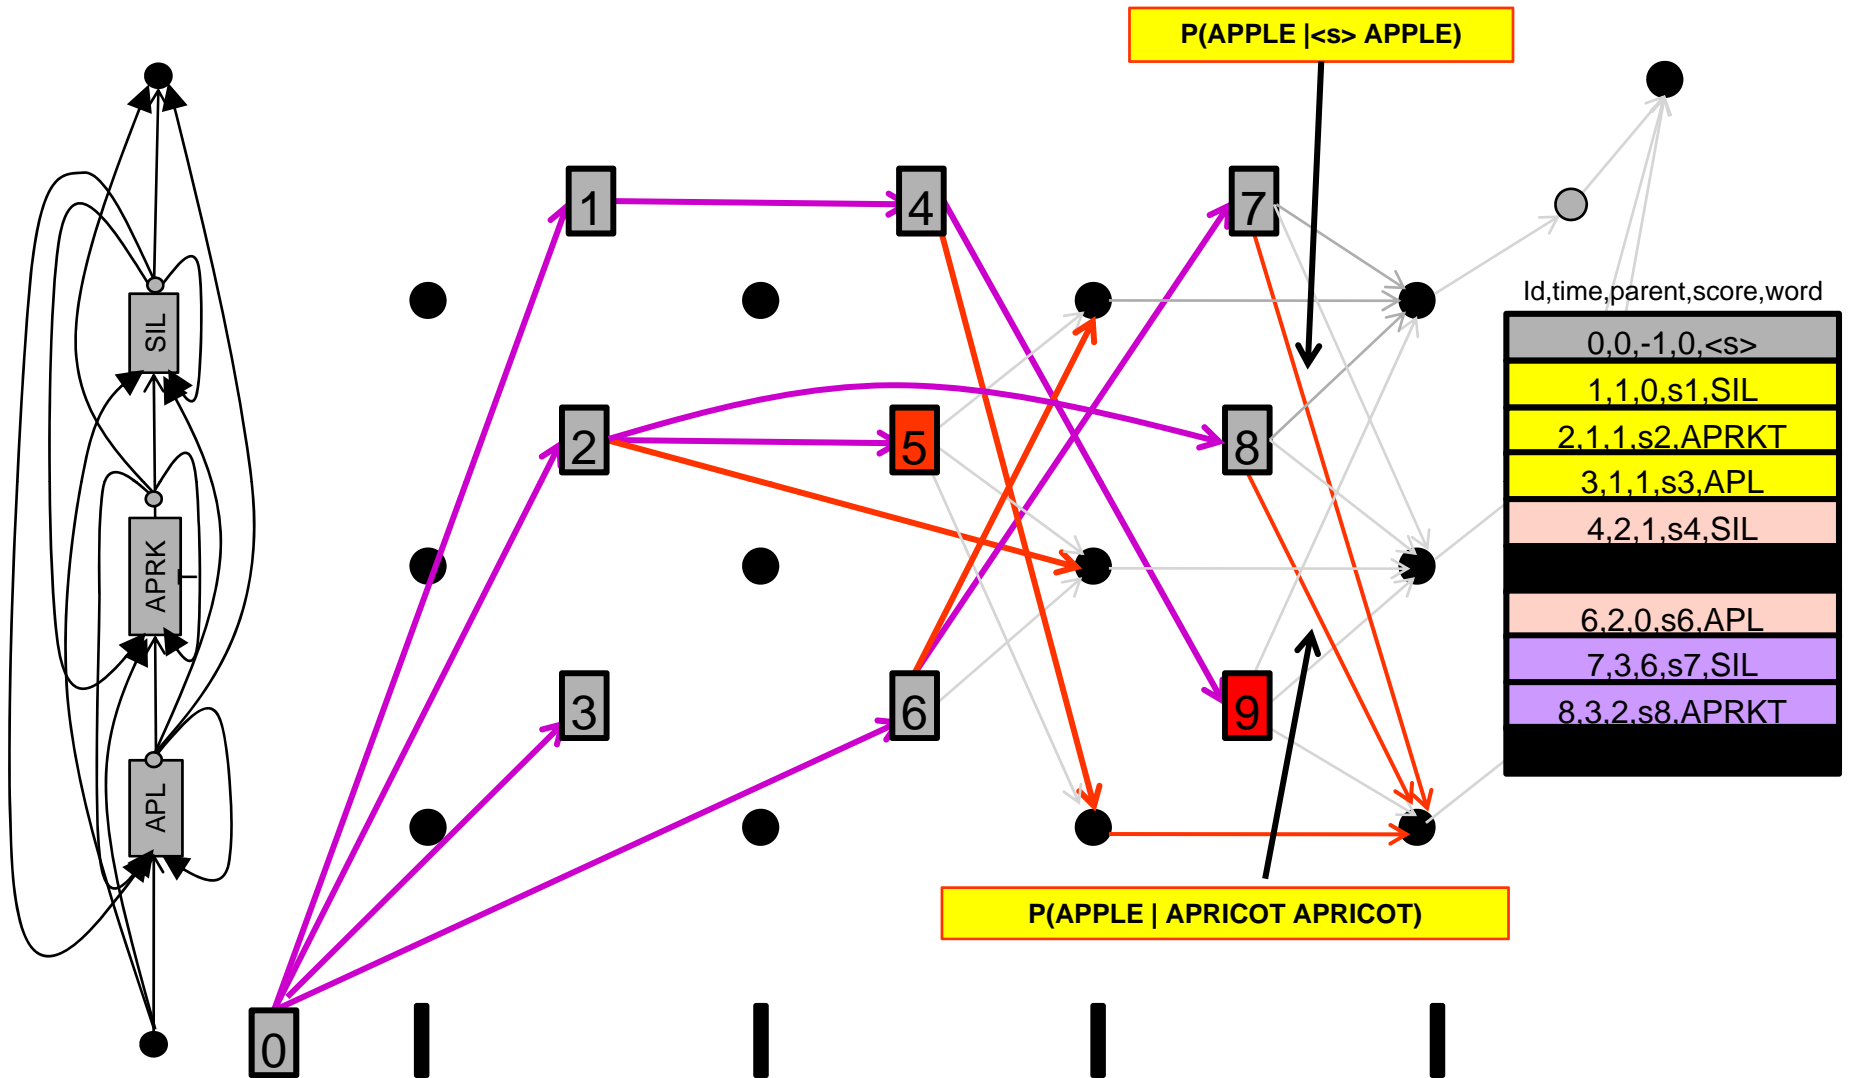 P(APPLE |<s> APPLE)
1
4
7
Id,time,parent,score,word
0,0,-1,0,<s>
SIL
1,1,0,s1,SIL
2
5
8
2,1,1,s2,APRKT
3,1,1,s3,APL
4,2,1,s4,SIL
APRK
T
6,2,0,s6,APL
7,3,6,s7,SIL
3
6
9
8,3,2,s8,APRKT
APL
P(APPLE | APRICOT APRICOT)
0